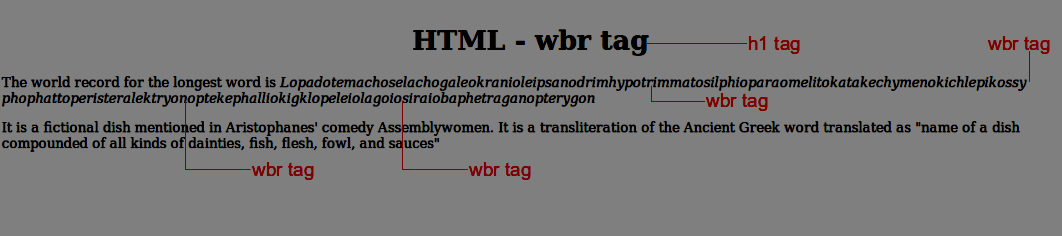 HTML - wbr tag
h1 tag
wbr tag
The world record for the longest word is Lopadotemachoselachogaleokranioleipsanodrimhypotrimmatosilphioparaomelitokatakechymenokichlepikossy
phophattoperisteralektryonoptekephalliokigklopeleiolagoiosiraiobaphetraganopterygon
wbr tag
It is a fictional dish mentioned in Aristophanes' comedy Assemblywomen. It is a transliteration of the Ancient Greek word translated as "name of a dish
compounded of all kinds of dainties, fish, flesh, fowl, and sauces"
wbr tag
wbr tag